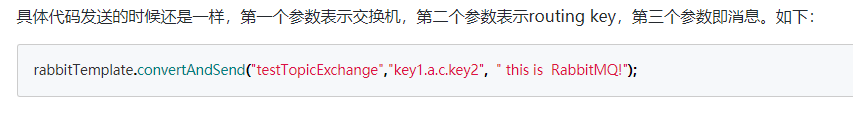 具体代码发送的时候还是一样，第一个参数表示交换机，第二个参数表示routing key，第三个参数即消息。如下：
rabbitTemplate.convertAndSend("testTopicExchange","key1.a.c.key2", " this is  RabbitMQ!");